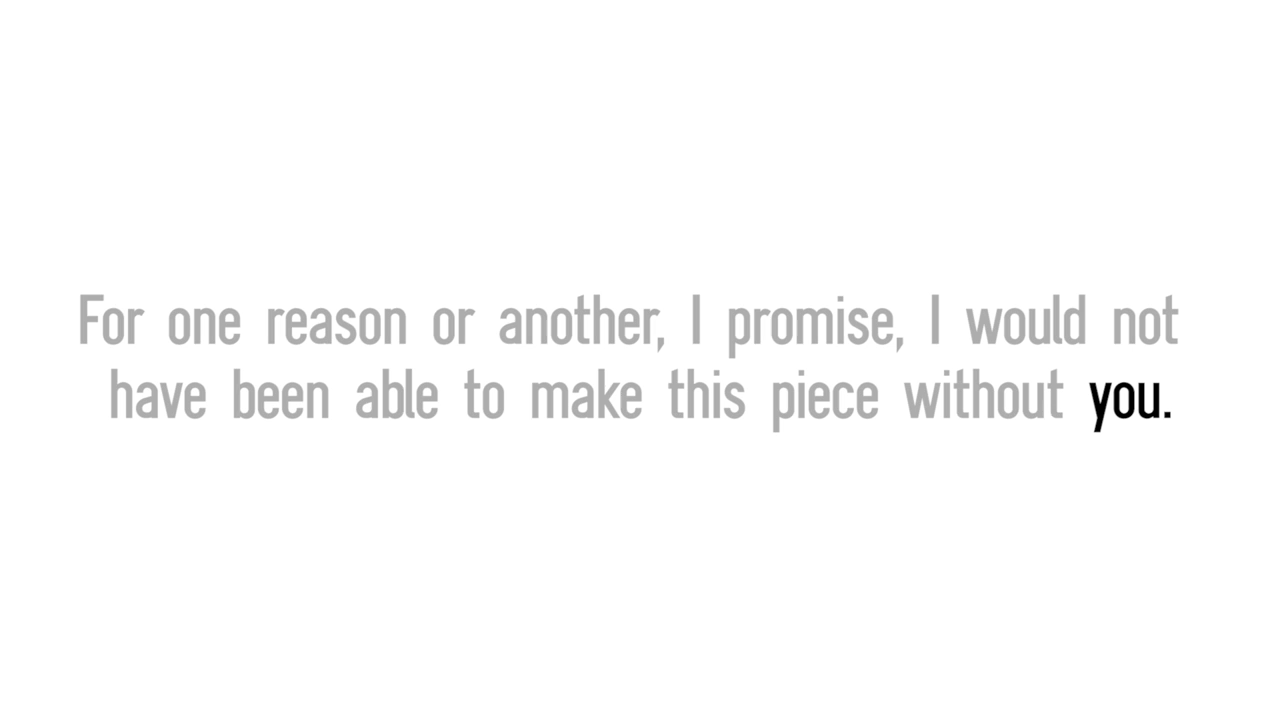 For one reason or another, I promise, I would not
have been able to make this piece without you.